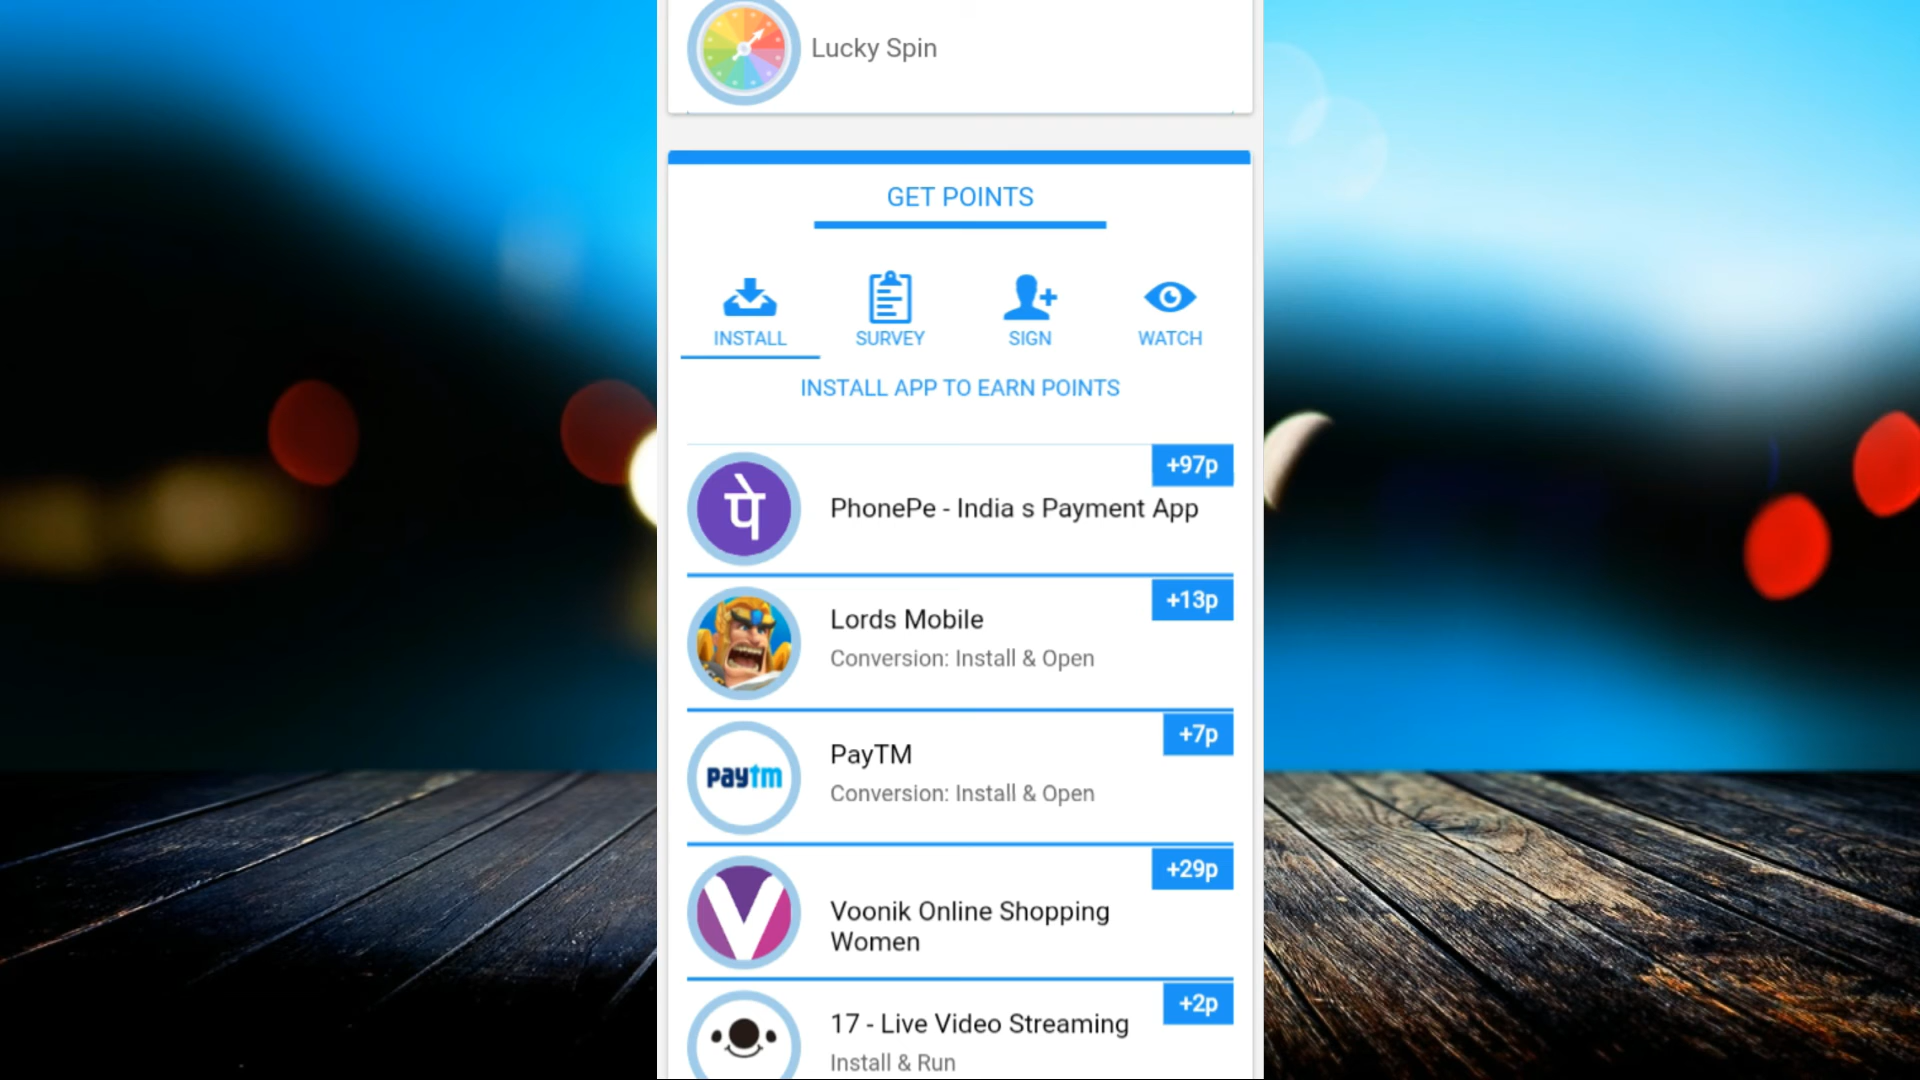 Lucky Spin
GET POINTS
INSTALL
SURVEY
SIGN
WATCH
INSTALL APP TO EARN POINTS
+97p
पे
PhonePe - India s Payment App
+13p
Lords Mobile
Conversion: Install & Open
+7p
paytm
PayTM
Conversion: Install & Open
+29p
V
Voonik Online Shopping
Women
+2p
17 - Live Video Streaming
Install & Run